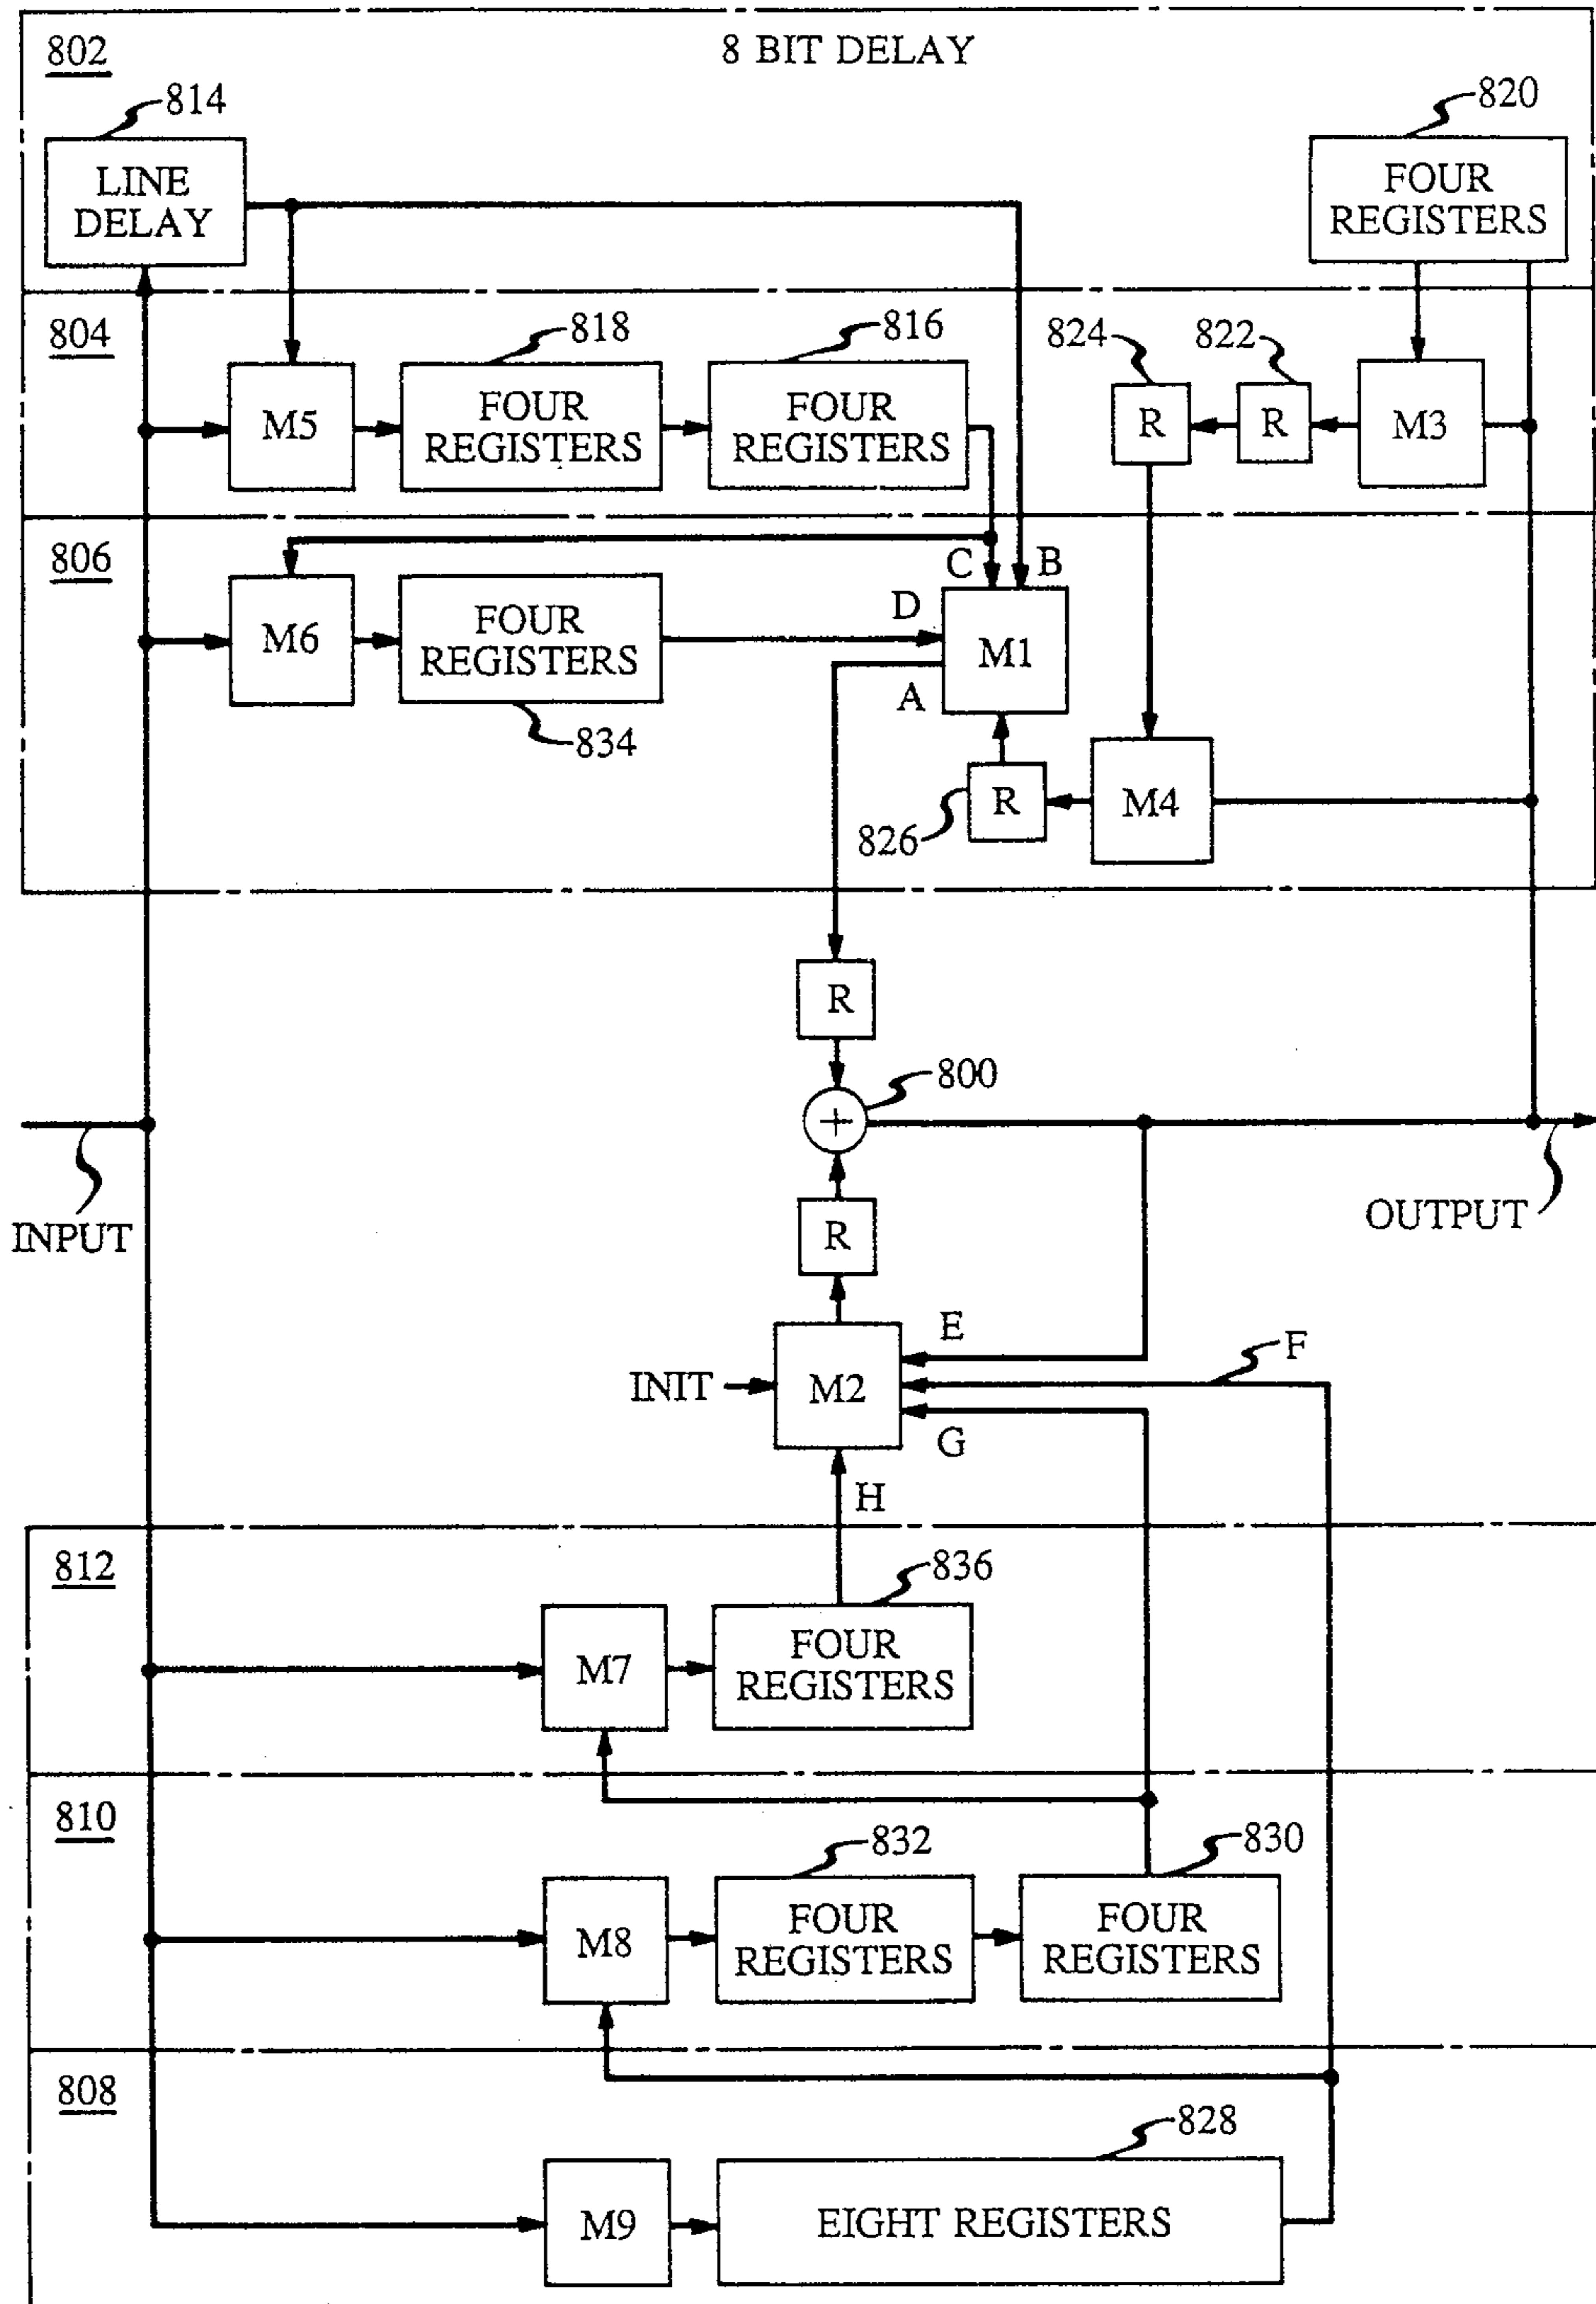 802
8 BIT DELAY
814
820
LINE
DELAY
FOUR
REGISTERS
804
818
816
824
822
M5
FOUR
REGISTERS
FOUR
REGISTERS
R
R
M3
806
C
B
M6
FOUR
REGISTERS
D
M1
A
834
R
M4
826
R
800
+
INPUT
OUTPUT
R
E
F
INIT
M2
G
H
812
836
M7
FOUR
REGISTERS
810
832
830
M8
FOUR
REGISTERS
FOUR
REGISTERS
808
828
M9
EIGHT REGISTERS